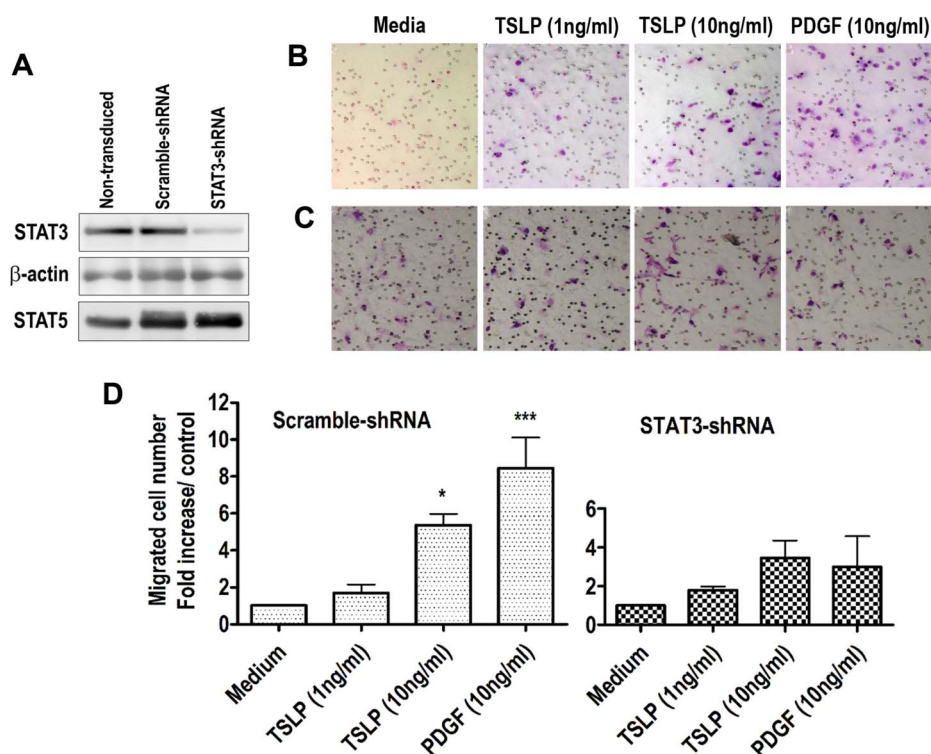 A
Non-transduced
Scramble-shRNA
STAT3-shRNA
STAT3
β-actin
STAT5
Media
TSLP (1ng/ml)
TSLP (10ng/ml)
PDGF (10ng/ml)
B
C
D
Migrated cell number
Fold increase/ control
12
10
8
6
4
2
0
Scramble-shRNA
*
***
Medium
TSLP (1ng/ml)
TSLP (10ng/ml)
PDGF (10ng/ml)
STAT3-shRNA
6
4
2
0
Medium
TSLP (1ng/ml)
TSLP (10ng/ml)
PDGF (10ng/ml)